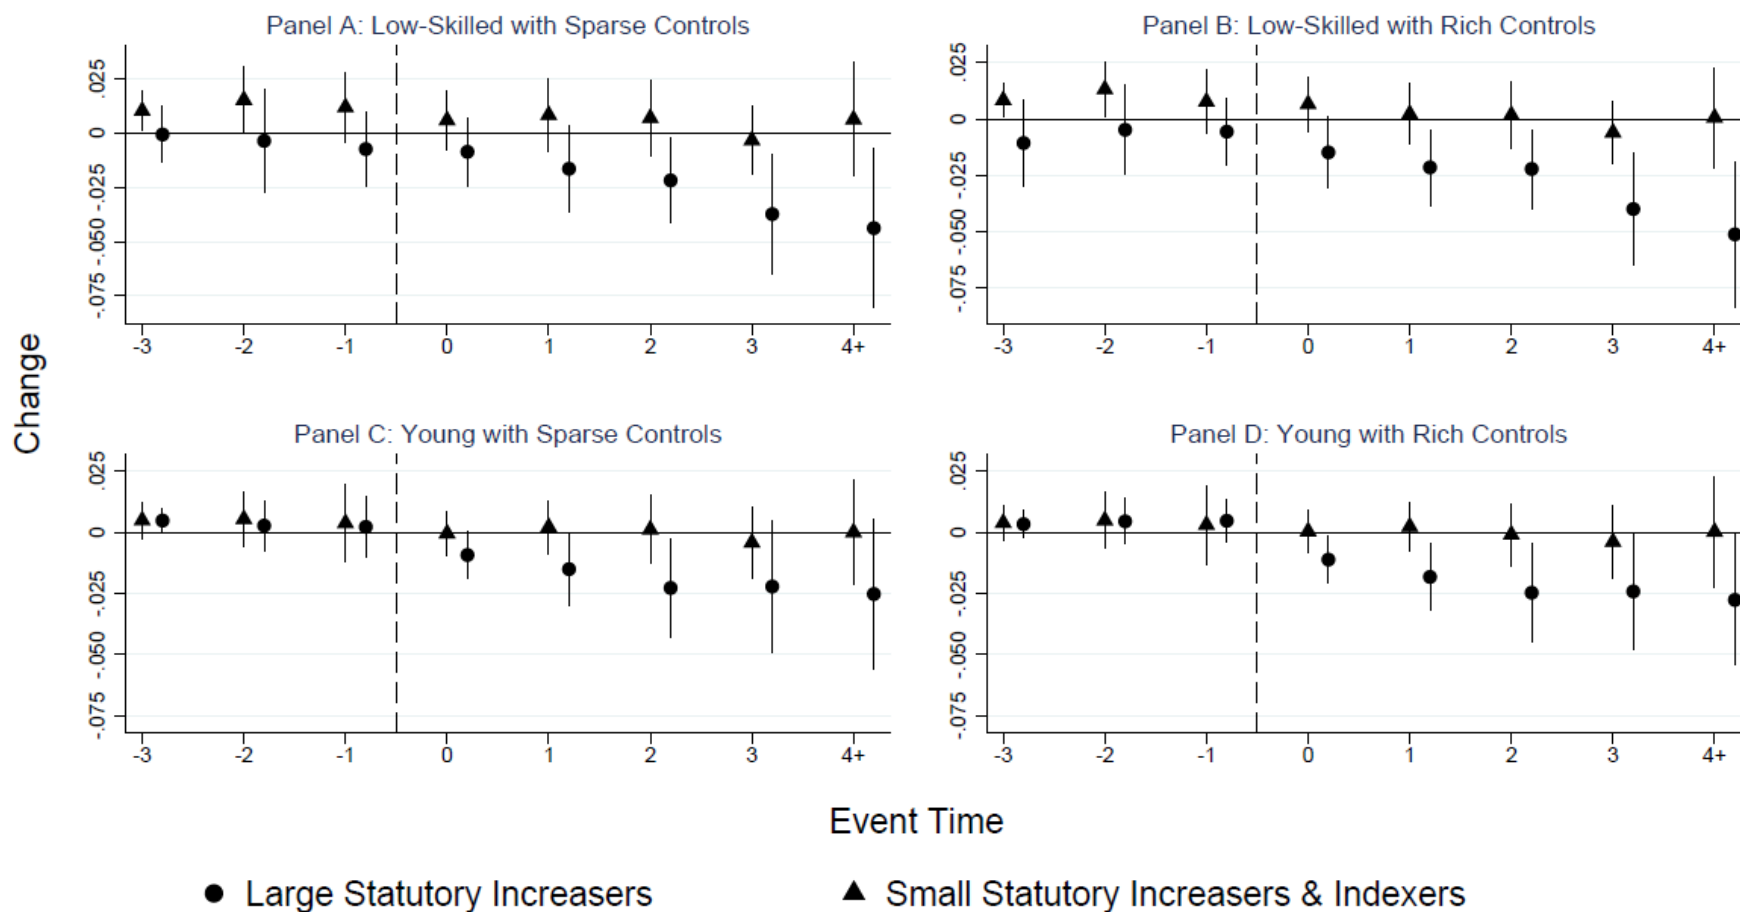 Panel A: Low-Skilled with Sparse Controls
.025
0
-.025
-.050
-.075
-3 -2 -1 0 1 2 3 4+
Panel B: Low-Skilled with Rich Controls
.025
0
-.025
-.050
-.075
-3 -2 -1 0 1 2 3 4+
Change
Panel C: Young with Sparse Controls
.025
0
-.025
-.050
-.075
-3 -2 -1 0 1 2 3 4+
Panel D: Young with Rich Controls
.025
0
-.025
-.050
-.075
-3 -2 -1 0 1 2 3 4+
Event Time
Large Statutory Increasers
Small Statutory Increasers & Indexers